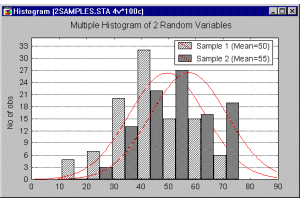 Histogram (2SAMPLES.STA 4v*100c)
Multiple Histogram of 2 Random Variables
Sample 1 (Mean=50)
Sample 2 (Mean=55)
No of obs
33
30
27
24
21
18
15
12
9
6
3
0
0 10 20 30 40 50 60 70 80 90